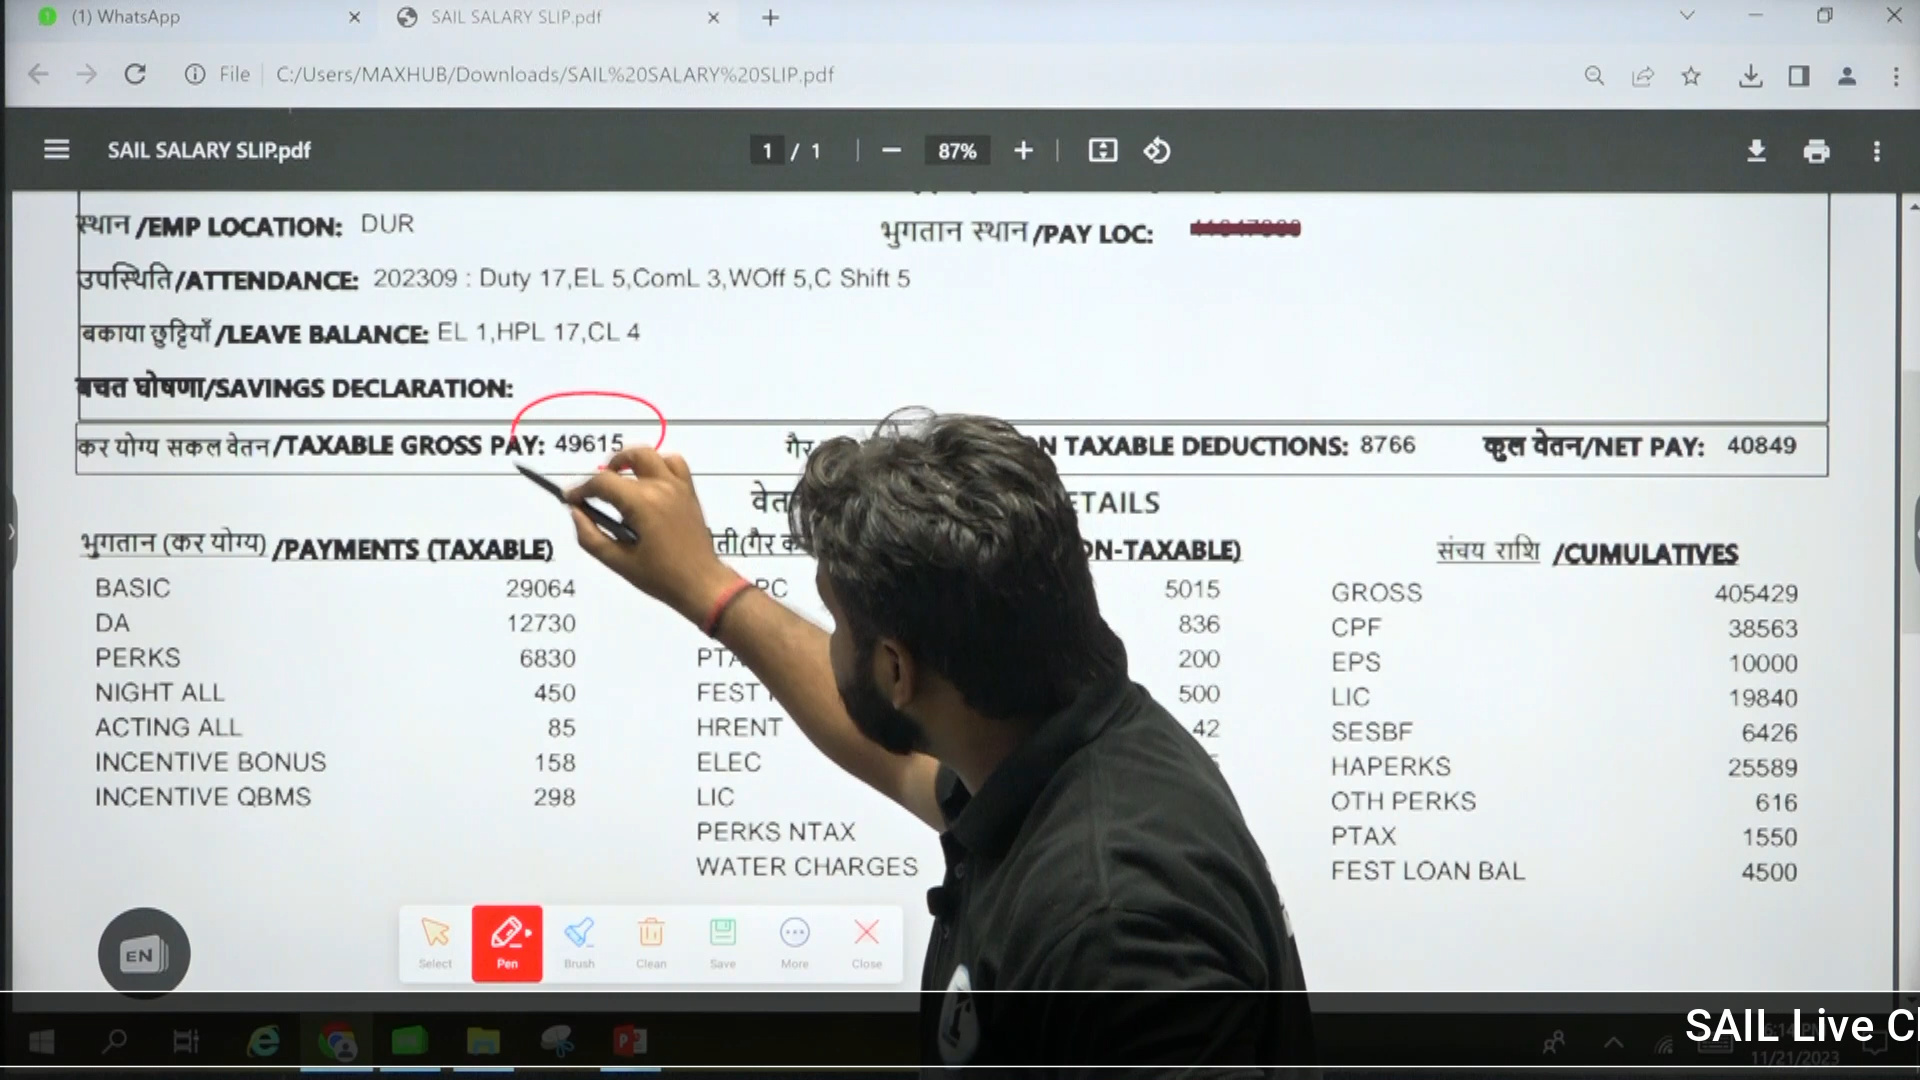 (1) WhatsApp
SAIL SALARY SLIP.pdf
File
C:/Users/MAXHUB/Downloads/SAIL%20SALARY%20SLIP.pdf
SAIL SALARY SLIP.pdf
1 / 1
87%
स्थान /EMP LOCATION: DUR
भुगतान स्थान /PAY LOC:
उपस्थिति /ATTENDANCE: 202309 : Duty 17,EL 5,ComL 3,WOff 5,C Shift 5
बकाया छुट्टियाँ /LEAVE BALANCE: EL 1,HPL 17,CL 4
बचत घोषणा/SAVINGS DECLARATION:
कर योग्य सकल वेतन /TAXABLE GROSS PAY: 49615
गैर TAXABLE DEDUCTIONS: 8766
कुल वेतन/NET PAY: 40849
भुगतान (कर योग्य) /PAYMENTS (TAXABLE)
BASIC 29064
DA 12730
PERKS 6830
NIGHT ALL 450
ACTING ALL 85
INCENTIVE BONUS 158
INCENTIVE QBMS 298
5015
836
200
FEST 500
HRENT 42
ELEC
LIC
PERKS NTAX
WATER CHARGES
संचय राशि /CUMULATIVES
GROSS 405429
CPF 38563
EPS 10000
LIC 19840
SESBF 6426
HAPERKS 25589
OTH PERKS 616
PTAX 1550
FEST LOAN BAL 4500
EN
Select
Pen
Brush
Clean
Save
More
Close
SAIL Live C
11/21/2023